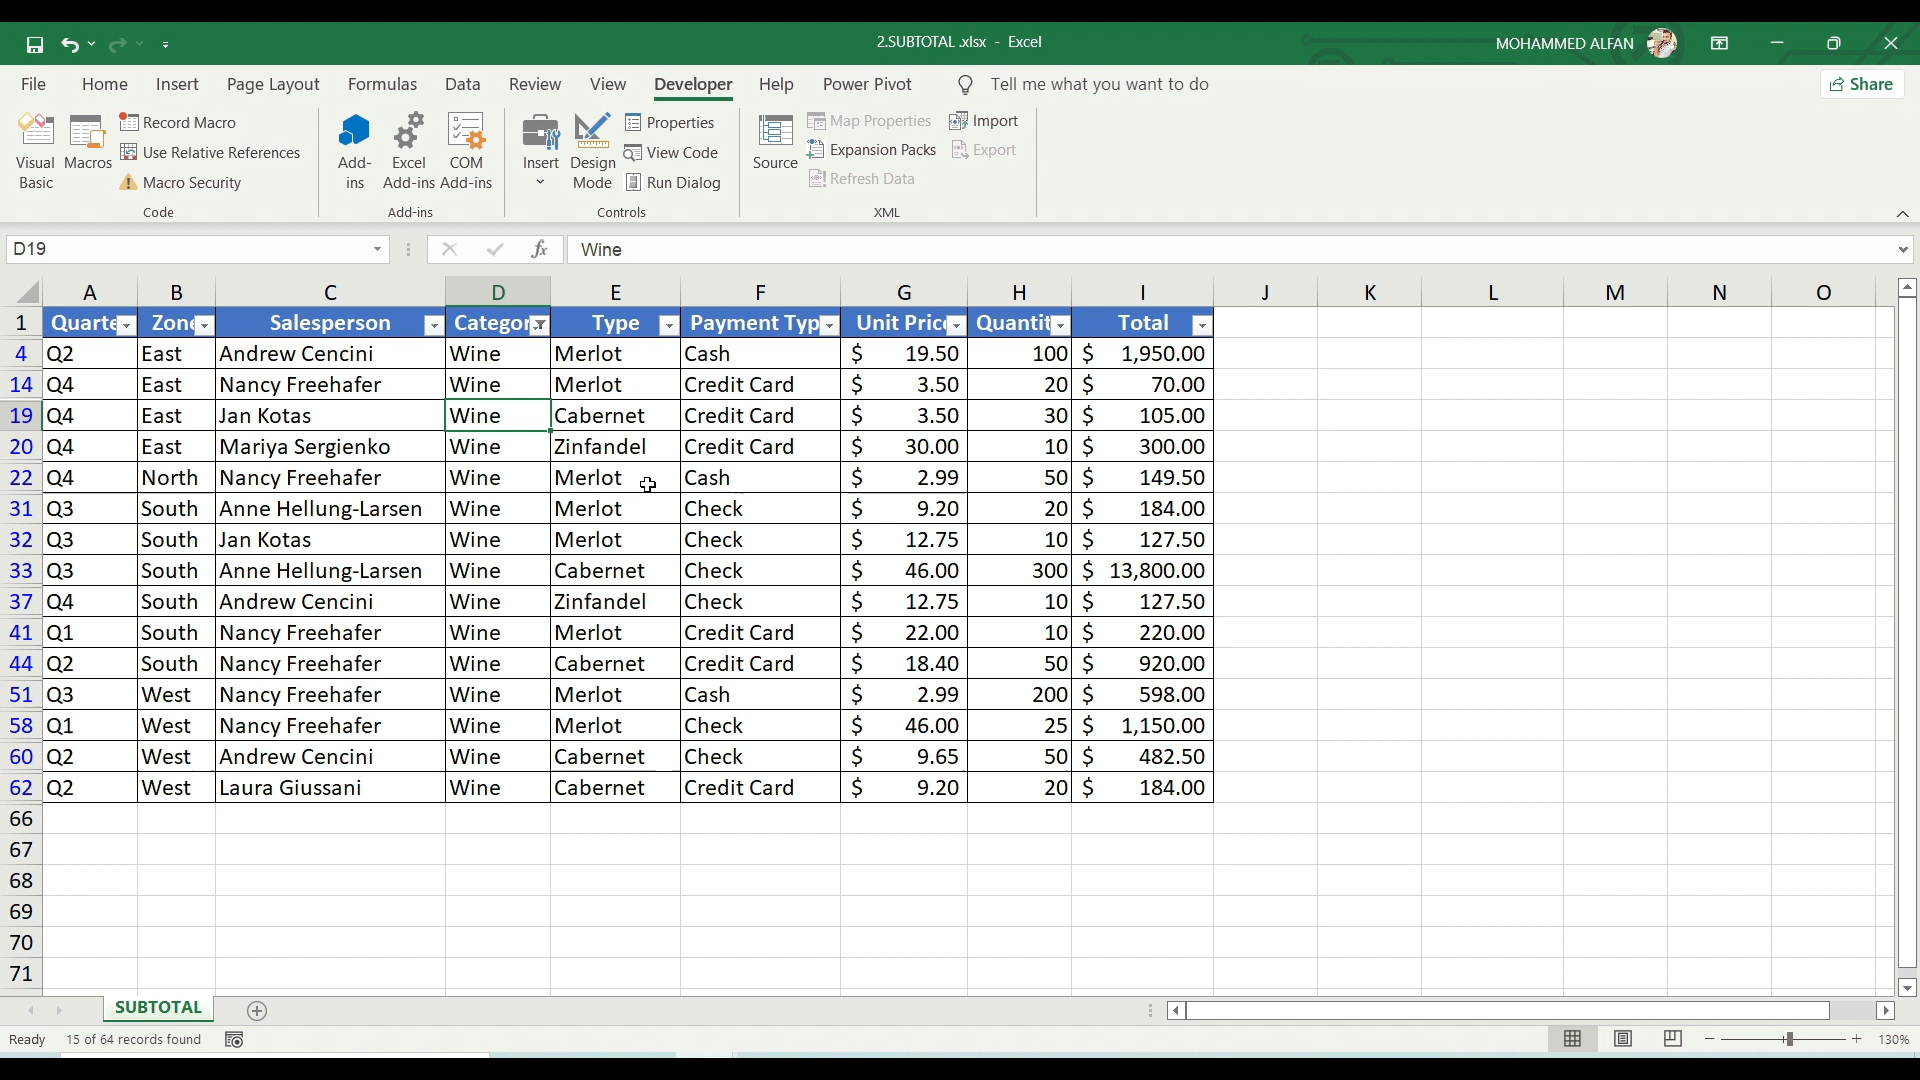 2.SUBTOTAL .xlsx - Excel MOHAMMED ALFAN
File Home Insert Page Layout Formulas Data Review View Developer Help Power Pivot Tell me what you want to do Share
Visual Basic
Macros
Record Macro
Use Relative References
Macro Security
Code
Add-ins
Excel Add-ins
COM Add-ins
Add-ins
Insert
Design Mode
Properties
View Code
Run Dialog
Controls
Source
Map Properties
Expansion Packs
Refresh Data
Import
Export
XML
D19 fx Wine
A B C D E F G H I J K L M N O
1 Quarte Zone Salesperson Categor Type Payment Typ Unit Pric Quantit Total
4 Q2 East Andrew Cencini Wine Merlot Cash $ 19.50 100 $ 1,950.00
14 Q4 East Nancy Freehafer Wine Merlot Credit Card $ 3.50 20 $ 70.00
19 Q4 East Jan Kotas Wine Cabernet Credit Card $ 3.50 30 $ 105.00
20 Q4 East Mariya Sergienko Wine Zinfandel Credit Card $ 30.00 10 $ 300.00
22 Q4 North Nancy Freehafer Wine Merlot Cash $ 2.99 50 $ 149.50
31 Q3 South Anne Hellung-Larsen Wine Merlot Check $ 9.20 20 $ 184.00
32 Q3 South Jan Kotas Wine Merlot Check $ 12.75 10 $ 127.50
33 Q3 South Anne Hellung-Larsen Wine Cabernet Check $ 46.00 300 $ 13,800.00
37 Q4 South Andrew Cencini Wine Zinfandel Check $ 12.75 10 $ 127.50
41 Q1 South Nancy Freehafer Wine Merlot Credit Card $ 22.00 10 $ 220.00
44 Q2 South Nancy Freehafer Wine Cabernet Credit Card $ 18.40 50 $ 920.00
51 Q3 West Nancy Freehafer Wine Merlot Cash $ 2.99 200 $ 598.00
58 Q1 West Nancy Freehafer Wine Merlot Check $ 46.00 25 $ 1,150.00
60 Q2 West Andrew Cencini Wine Cabernet Check $ 9.65 50 $ 482.50
62 Q2 West Laura Giussani Wine Cabernet Credit Card $ 9.20 20 $ 184.00
66
67
68
69
70
71
SUBTOTAL
Ready 15 of 64 records found 130%